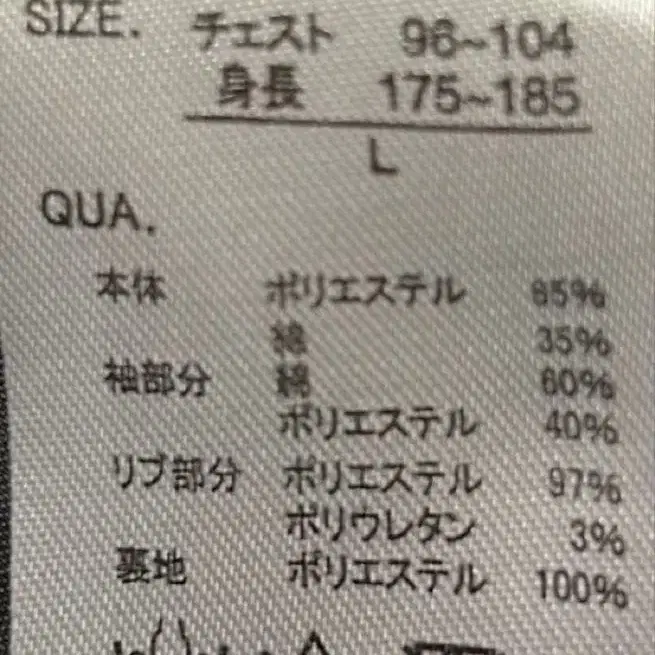 SIZE. チェスト 96~104
身長 175~185
L
QUA.
本体 ポリエステル 65%
綿 35%
袖部分 綿 60%
ポリエステル 40%
リブ部分 ポリエステル 97%
ポリウレタン 3%
裏地 ポリエステル 100%